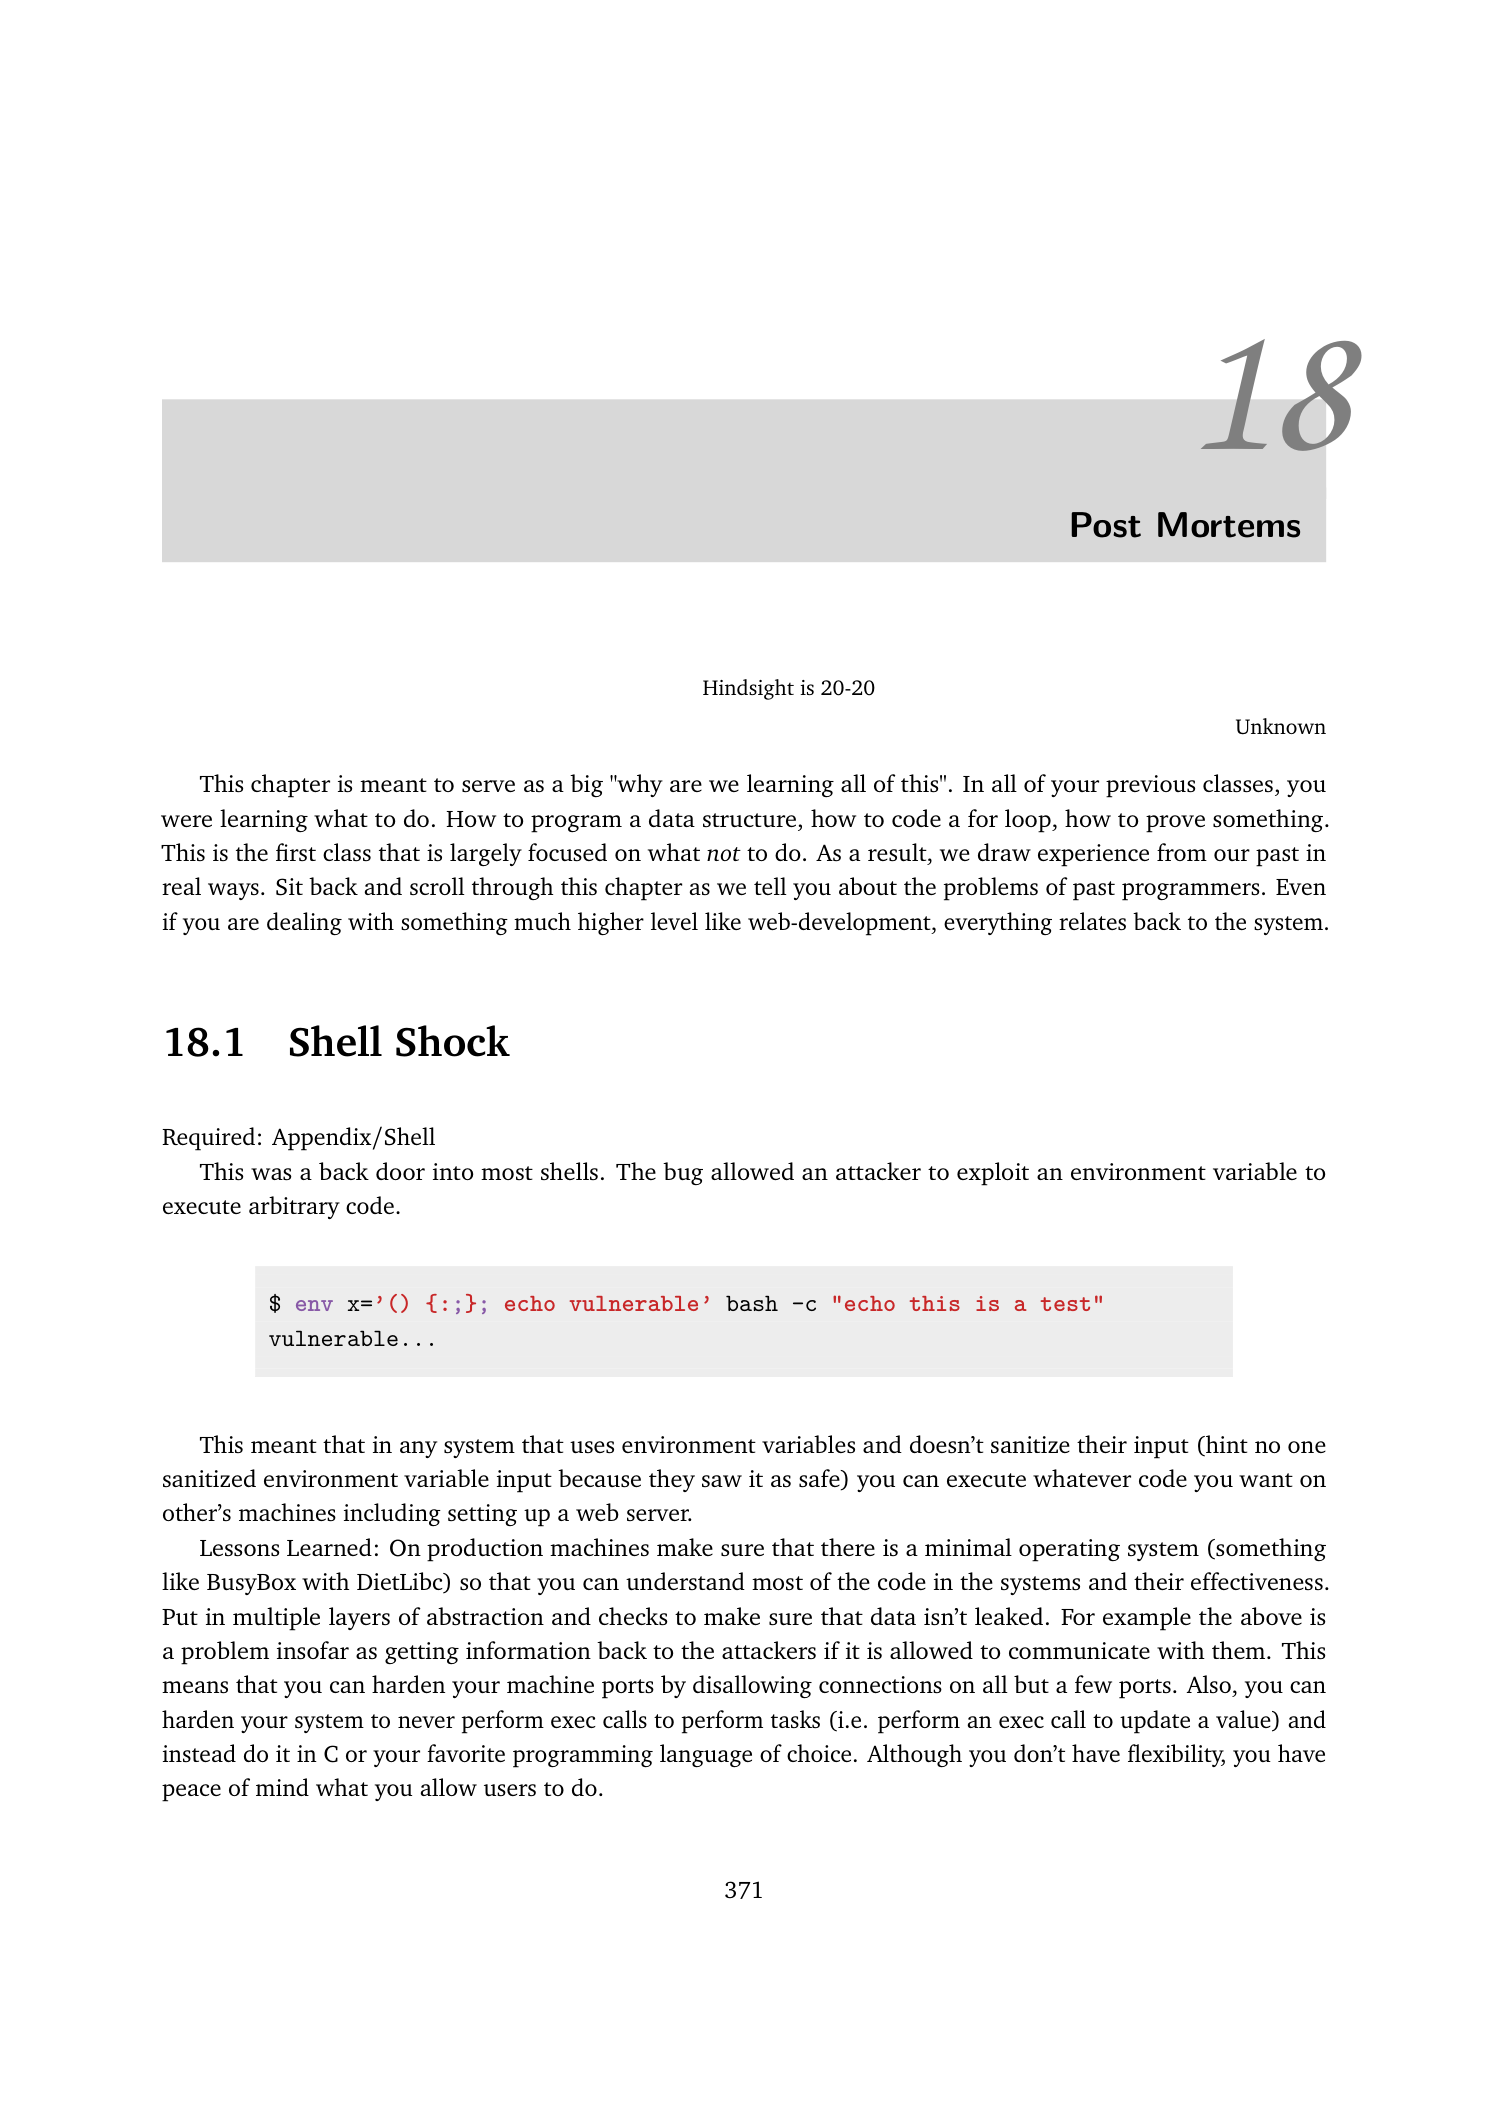 18
Post Mortems
Hindsight is 20-20
Unknown
This chapter is meant to serve as a big "why are we learning all of this". In all of your previous classes, you
were learning what to do. How to program a data structure, how to code a for loop, how to prove something.
This is the first class that is largely focused on what not to do. As a result, we draw experience from our past in
real ways. Sit back and scroll through this chapter as we tell you about the problems of past programmers. Even
if you are dealing with something much higher level like web-development, everything relates back to the system.
18.1 Shell Shock
Required: Appendix/Shell
This was a back door into most shells. The bug allowed an attacker to exploit an environment variable to
execute arbitrary code.
$ env x='() {:;}; echo vulnerable' bash -c "echo this is a test"
vulnerable...
This meant that in any system that uses environment variables and doesn't sanitize their input (hint no one
sanitized environment variable input because they saw it as safe) you can execute whatever code you want on
other's machines including setting up a web server.
Lessons Learned: On production machines make sure that there is a minimal operating system (something
like BusyBox with DietLibc) so that you can understand most of the code in the systems and their effectiveness.
Put in multiple layers of abstraction and checks to make sure that data isn't leaked. For example the above is
a problem insofar as getting information back to the attackers if it is allowed to communicate with them. This
means that you can harden your machine ports by disallowing connections on all but a few ports. Also, you can
harden your system to never perform exec calls to perform tasks (i.e. perform an exec call to update a value) and
instead do it in C or your favorite programming language of choice. Although you don't have flexibility, you have
peace of mind what you allow users to do.
371